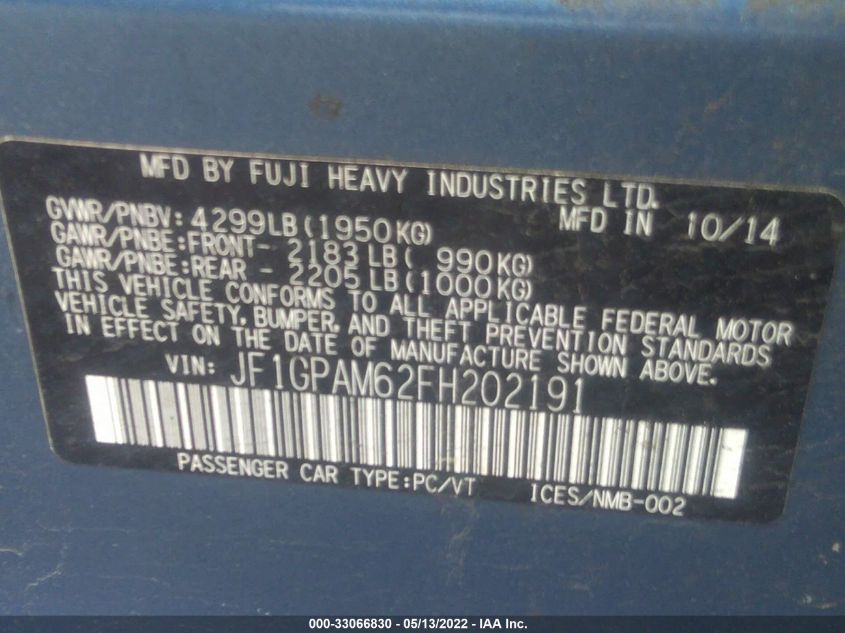 MFD BY FUJI HEAVY INDUSTRIES LTD.
GVWR/PNBV: 4299LB(1950KG) MFD IN 10/14
GAWR/PNBE:FRONT- 2183LB( 990KG)
GAWR/PNBE:REAR - 2205LB(1000KG)
THIS VEHICLE CONFORMS TO ALL APPLICABLE FEDERAL MOTOR
VEHICLE SAFETY, BUMPER, AND THEFT PREVENTION STANDARDS
IN EFFECT ON THE DATE OF MANUFACTURE SHOWN ABOVE.
VIN: JF1GPAM62FH202191
PASSENGER CAR TYPE:PC/VT ICES/NMB-002
000-33066830 - 05/13/2022 - IAA Inc.